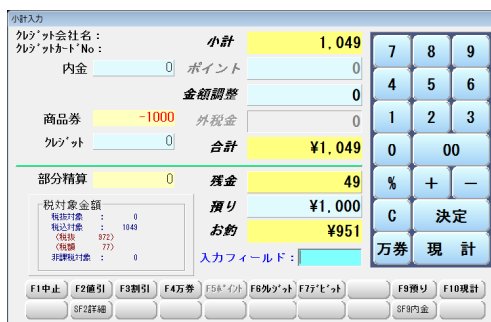 小計入力
ｸﾚｼﾞｯﾄ会社名：
ｸﾚｼﾞｯﾄｶｰﾄﾞNo：
内金 0
商品券 -1000
ｸﾚｼﾞｯﾄ 0
部分精算 0
税対象金額
税抜対象 ： 0
税込対象 ： 1049
(税抜 972)
(税額 77)
非課税対象 ： 0
小計 1,049
ポイント 0
金額調整 0
外税金 0
合計 ¥1,049
残金 49
預り ¥1,000
お釣 ¥951
入力フィールド：
7 8 9
4 5 6
1 2 3
0 00
% + −
C 決定
万券 現計
F1中止 F2値引 F3割引 F4万券 F5ﾎﾟｲﾝﾄ F6ｸﾚｼﾞｯﾄ F7ﾃﾞﾋﾞｯﾄ F9預り F10現計
SF2詳細 SF9内金